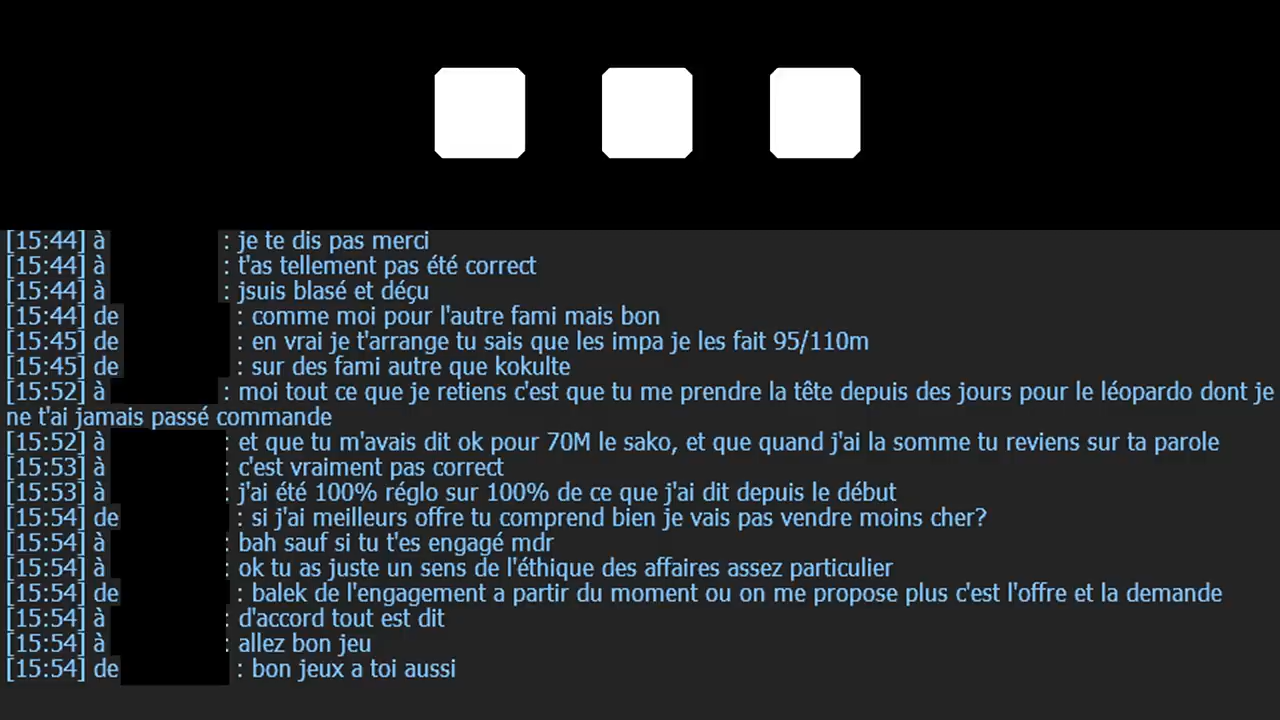 [15:44] à : je te dis pas merci
[15:44] à : t'as tellement pas été correct
[15:44] à : jsuis blasé et déçu
[15:44] de : comme moi pour l'autre fami mais bon
[15:45] de : en vrai je t'arrange tu sais que les impa je les fait 95/110m
[15:45] de : sur des fami autre que kokulte
[15:52] à : moi tout ce que je retiens c'est que tu me prendre la tête depuis des jours pour le léopardo dont je
ne t'ai jamais passé commande
[15:52] à : et que tu m'avais dit ok pour 70M le sako, et que quand j'ai la somme tu reviens sur ta parole
[15:53] à : c'est vraiment pas correct
[15:53] à : j'ai été 100% réglo sur 100% de ce que j'ai dit depuis le début
[15:54] de : si j'ai meilleurs offre tu comprend bien je vais pas vendre moins cher?
[15:54] à : bah sauf si tu t'es engagé mdr
[15:54] à : ok tu as juste un sens de l'éthique des affaires assez particulier
[15:54] de : balek de l'engagement a partir du moment ou on me propose plus c'est l'offre et la demande
[15:54] à : d'accord tout est dit
[15:54] à : allez bon jeu
[15:54] de : bon jeux a toi aussi